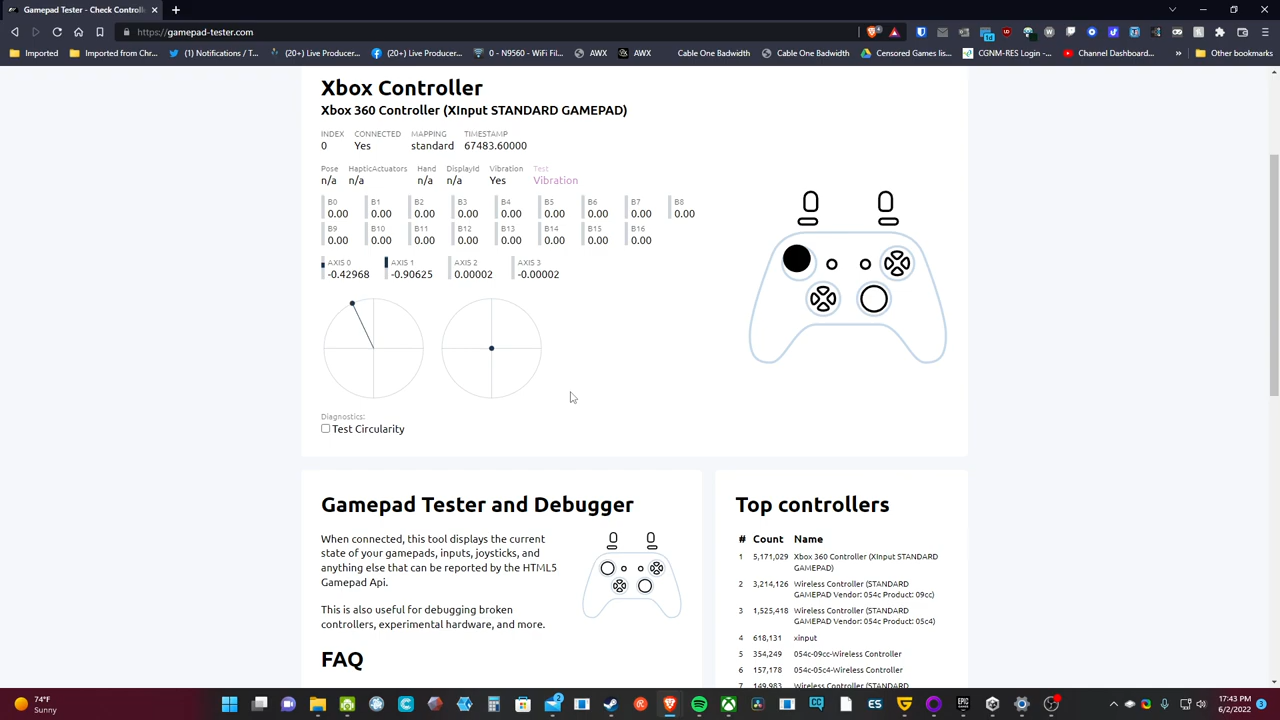 Gamepad Tester - Check Control
https://gamepad-tester.com
Imported
Imported from Chr...
(1) Notifications / T...
(20+) Live Producer...
(20+) Live Producer...
0 - N9560 - WiFi Fil...
AWX
AWX
Cable One Badwidth
Cable One Badwidth
Censored Games lis...
CGNM-RES Login -...
Channel Dashboard...
»
Other bookmarks
Xbox Controller
Xbox 360 Controller (XInput STANDARD GAMEPAD)
INDEX CONNECTED MAPPING TIMESTAMP
0 Yes standard 67483.60000
Pose HapticActuators Hand DisplayId Vibration Test
n/a n/a n/a n/a Yes Vibration
B0 B1 B2 B3 B4 B5 B6 B7 B8
0.00 0.00 0.00 0.00 0.00 0.00 0.00 0.00 0.00
B9 B10 B11 B12 B13 B14 B15 B16
0.00 0.00 0.00 0.00 0.00 0.00 0.00 0.00
AXIS 0 AXIS 1 AXIS 2 AXIS 3
-0.42968 -0.90625 0.00002 -0.00002
Diagnostics:
Test Circularity
Gamepad Tester and Debugger
When connected, this tool displays the current
state of your gamepads, inputs, joysticks, and
anything else that can be reported by the HTML5
Gamepad Api.
This is also useful for debugging broken
controllers, experimental hardware, and more.
FAQ
Top controllers
# Count Name
1 5,171,029 Xbox 360 Controller (XInput STANDARD
GAMEPAD)
2 3,214,126 Wireless Controller (STANDARD
GAMEPAD Vendor: 054c Product: 09cc)
3 1,525,418 Wireless Controller (STANDARD
GAMEPAD Vendor: 054c Product: 05c4)
4 618,131 xinput
5 354,249 054c-09cc-Wireless Controller
6 157,178 054c-05c4-Wireless Controller
7 149,983 Wireless Controller (STANDARD
74°F
Sunny
17:43 PM
6/2/2022